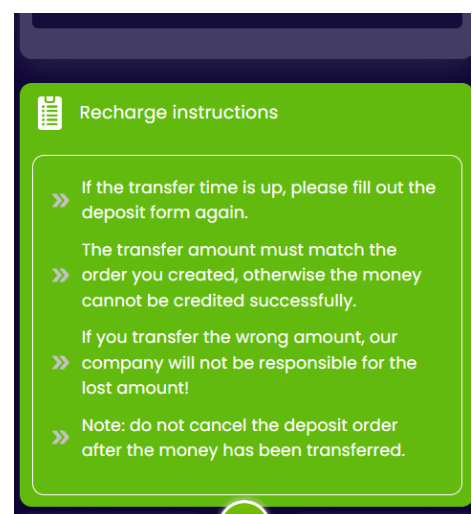 Recharge instructions
If the transfer time is up, please fill out the
deposit form again.
The transfer amount must match the
order you created, otherwise the money
cannot be credited successfully.
If you transfer the wrong amount, our
company will not be responsible for the
lost amount!
Note: do not cancel the deposit order
after the money has been transferred.